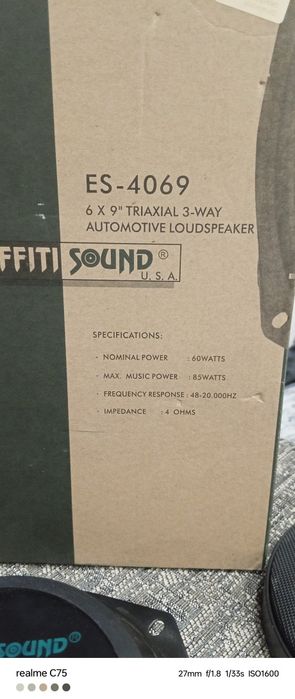 ES-4069
6 X 9" TRIAXIAL 3-WAY
AUTOMOTIVE LOUDSPEAKER
FFITI SOUND®
U.S.A.
SPECIFICATIONS:
· NOMINAL POWER : 60WATTS
· MAX. MUSIC POWER : 85WATTS
· FREQUENCY RESPONSE : 48-20.000HZ
· IMPEDANCE : 4 OHMS
SOUND®
realme C75
27mm f/1.8 1/33s ISO1600